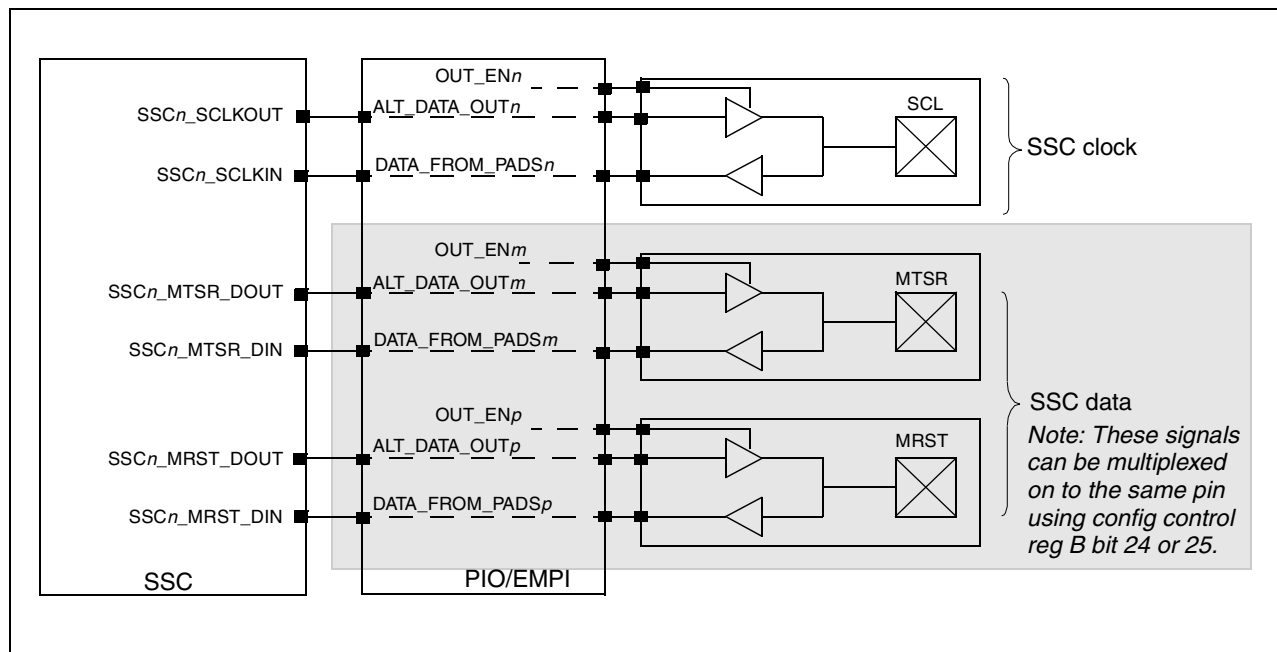 OUT_ENn
SSCn_SCLKOUT
ALT_DATA_OUTn
SCL
SSCn_SCLKIN
DATA_FROM_PADSn
SSC clock
OUT_ENm
SSCn_MTSR_DOUT
ALT_DATA_OUTm
MTSR
SSCn_MTSR_DIN
DATA_FROM_PADSm
OUT_ENp
SSCn_MRST_DOUT
ALT_DATA_OUTp
MRST
SSCn_MRST_DIN
DATA_FROM_PADSp
SSC data
Note: These signals
can be multiplexed
on to the same pin
using config control
reg B bit 24 or 25.
SSC
PIO/EMPI